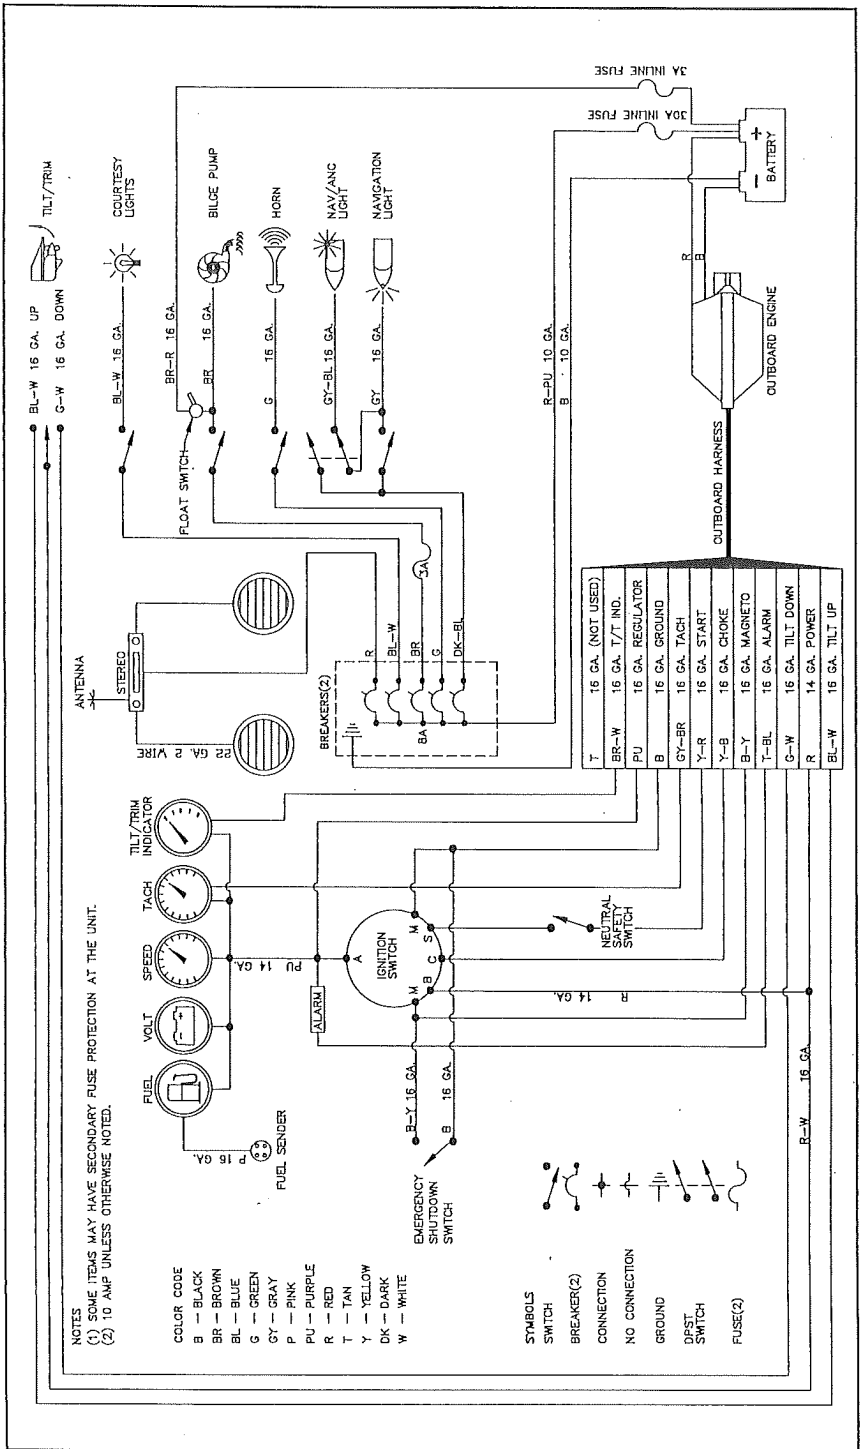 NOTES
(1) SOME ITEMS MAY HAVE SECONDARY FUSE PROTECTION AT THE UNIT.
(2) 10 AMP UNLESS OTHERWISE NOTED.
COLOR CODE
B — BLACK
BR — BROWN
BL — BLUE
G — GREEN
GY — GRAY
P — PINK
PU — PURPLE
R — RED
T — TAN
Y — YELLOW
DK — DARK
W — WHITE
SYMBOLS
SWITCH
BREAKER(2)
CONNECTION
NO CONNECTION
GROUND
DPST
SWITCH
FUSE(2)
FUEL
VOLT
SPEED
TACH
TILT/TRIM
INDICATOR
P 16 GA.
FUEL SENDER
PU 14 GA.
ALARM
A
IGNITION
SWITCH
M
B
C
S
M
B-Y 16 GA.
B 16 GA.
EMERGENCY
SHUTDOWN
SWITCH
R 14 GA.
NEUTRAL
SAFETY
SWITCH
R-W 16 GA.
ANTENNA
STEREO
22 GA. 2 WIRE
BREAKERS(2)
8A
R
BL-W
BR
G
DK-BL
3A
BL-W 16 GA. UP
G-W 16 GA. DOWN
TILT/TRIM
BL-W 16 GA.
COURTESY
LIGHTS
BR-R 16 GA.
FLOAT SWITCH
BR 16 GA.
BILGE PUMP
G 16 GA.
HORN
GY-BL 16 GA.
NAV/ANC
LIGHT
GY 16 GA.
NAVIGATION
LIGHT
R-PU 10 GA.
B 10 GA.
3A INLINE FUSE
30A INLINE FUSE
+
−
BATTERY
R
B
OUTBOARD ENGINE
OUTBOARD HARNESS
T 16 GA. (NOT USED)
BR-W 16 GA. T/T IND.
PU 16 GA. REGULATOR
B 16 GA. GROUND
GY-BR 16 GA. TACH
Y-R 16 GA. START
Y-B 16 GA. CHOKE
B-Y 16 GA. MAGNETO
T-BL 16 GA. ALARM
G-W 16 GA. TILT DOWN
R 14 GA. POWER
BL-W 16 GA. TILT UP